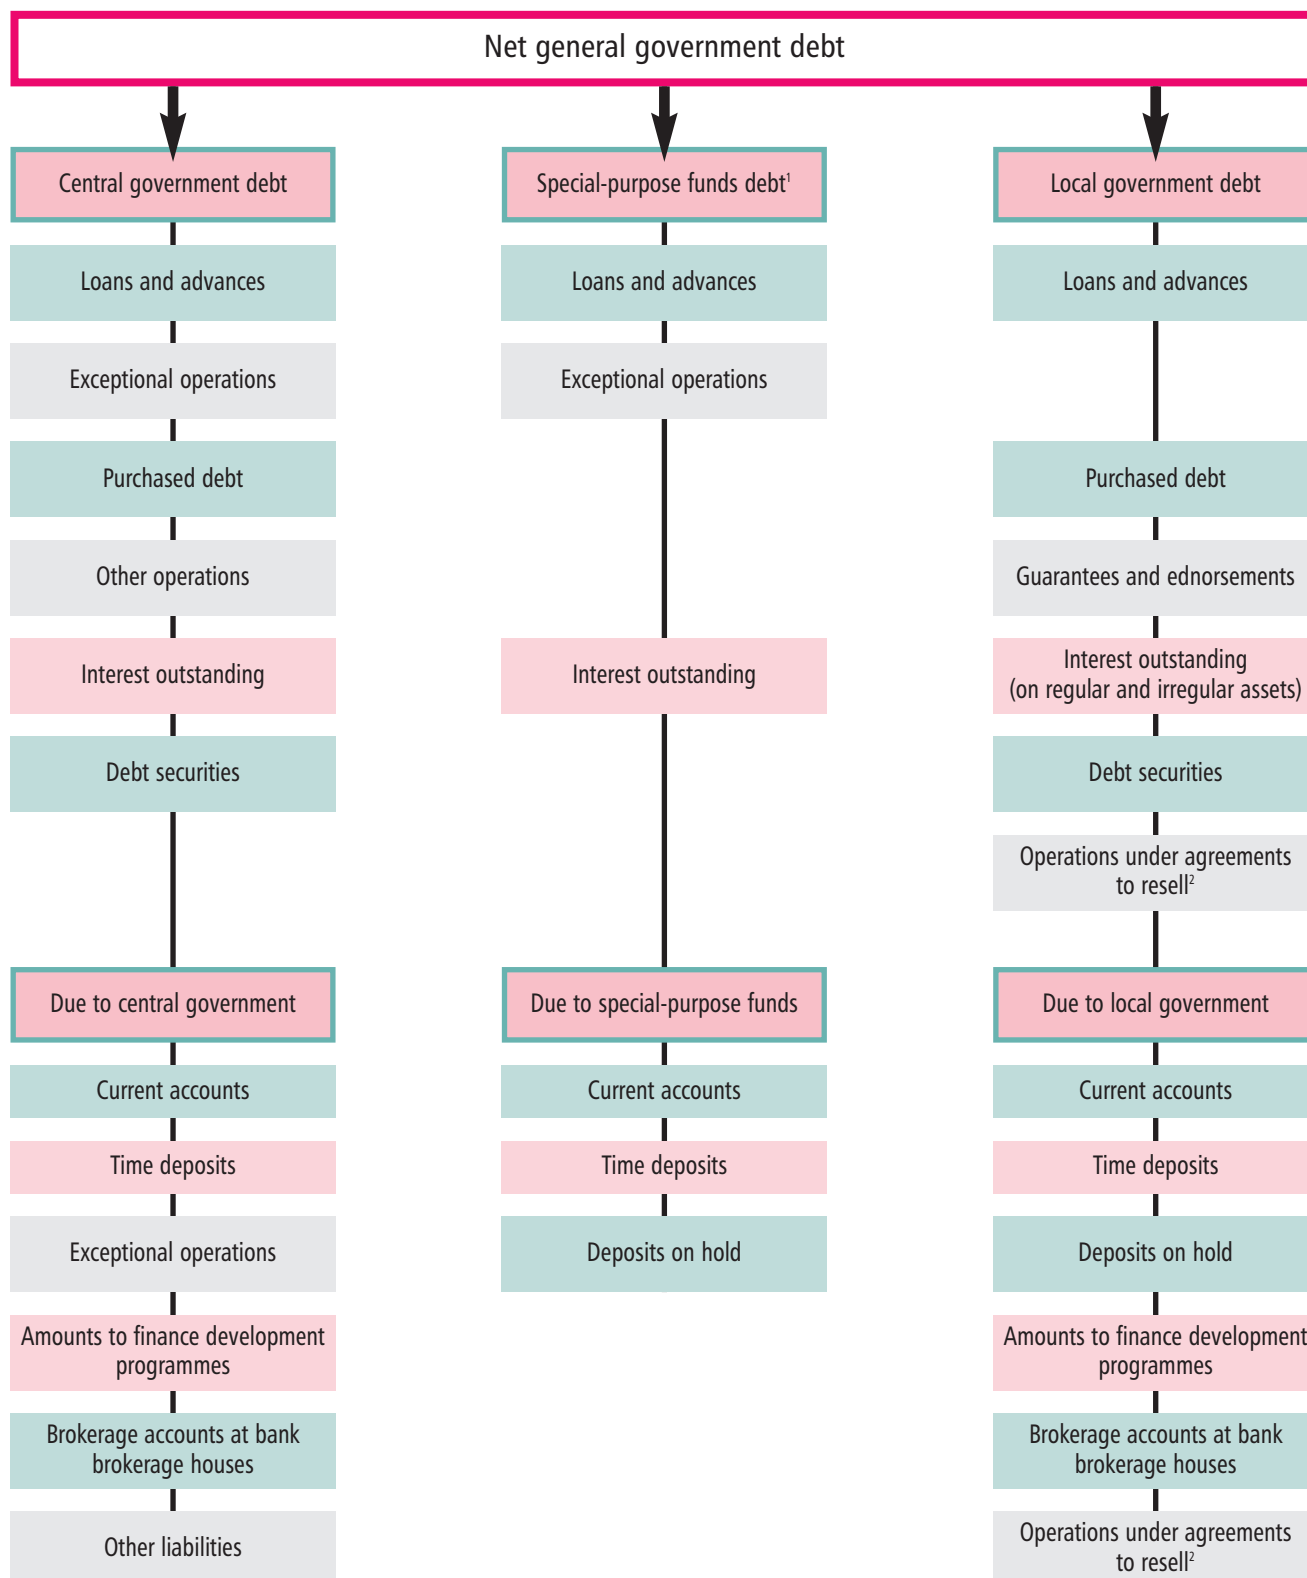 Net general government debt
Central government debt
Loans and advances
Exceptional operations
Purchased debt
Other operations
Interest outstanding
Debt securities
Due to central government
Current accounts
Time deposits
Exceptional operations
Amounts to finance development
programmes
Brokerage accounts at bank
brokerage houses
Other liabilities
Special-purpose funds debt¹
Loans and advances
Exceptional operations
Interest outstanding
Due to special-purpose funds
Current accounts
Time deposits
Deposits on hold
Local government debt
Loans and advances
Purchased debt
Guarantees and ednorsements
Interest outstanding
(on regular and irregular assets)
Debt securities
Operations under agreements
to resell²
Due to local government
Current accounts
Time deposits
Deposits on hold
Amounts to finance development
programmes
Brokerage accounts at bank
brokerage houses
Operations under agreements
to resell²